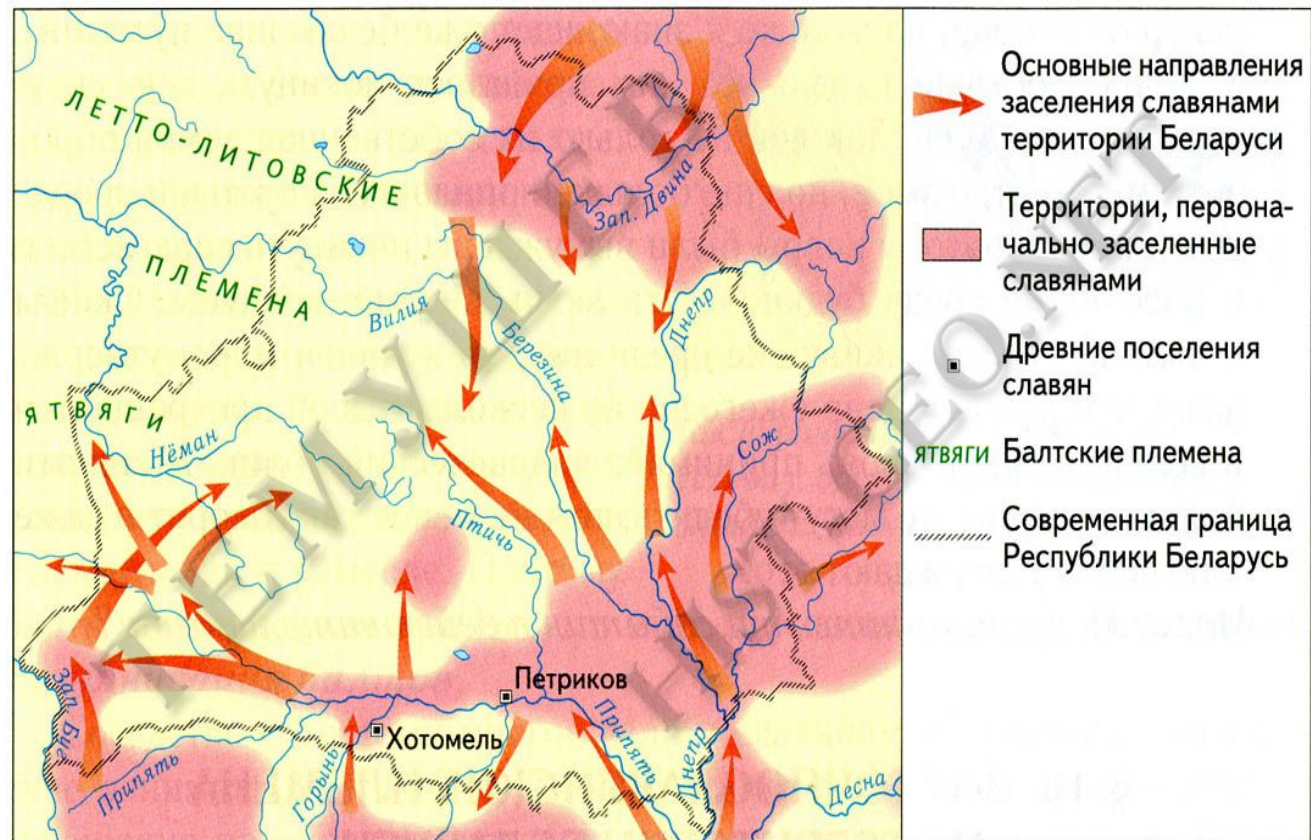 ЛЕТТО-ЛИТОВСКИЕ
ПЛЕМЕНА
ЯТВЯГИ
Зап. Двина
Вилия
Березина
Днепр
Сож
Нёман
Птичь
Петриков
Хотомель
Зап. Буг
Припять
Горынь
Припять
Днепр
Десна
Основные направления
заселения славянами
территории Беларуси
Территории, первона-
чально заселенные
славянами
Древние поселения
славян
ЯТВЯГИ Балтские племена
Современная граница
Республики Беларусь